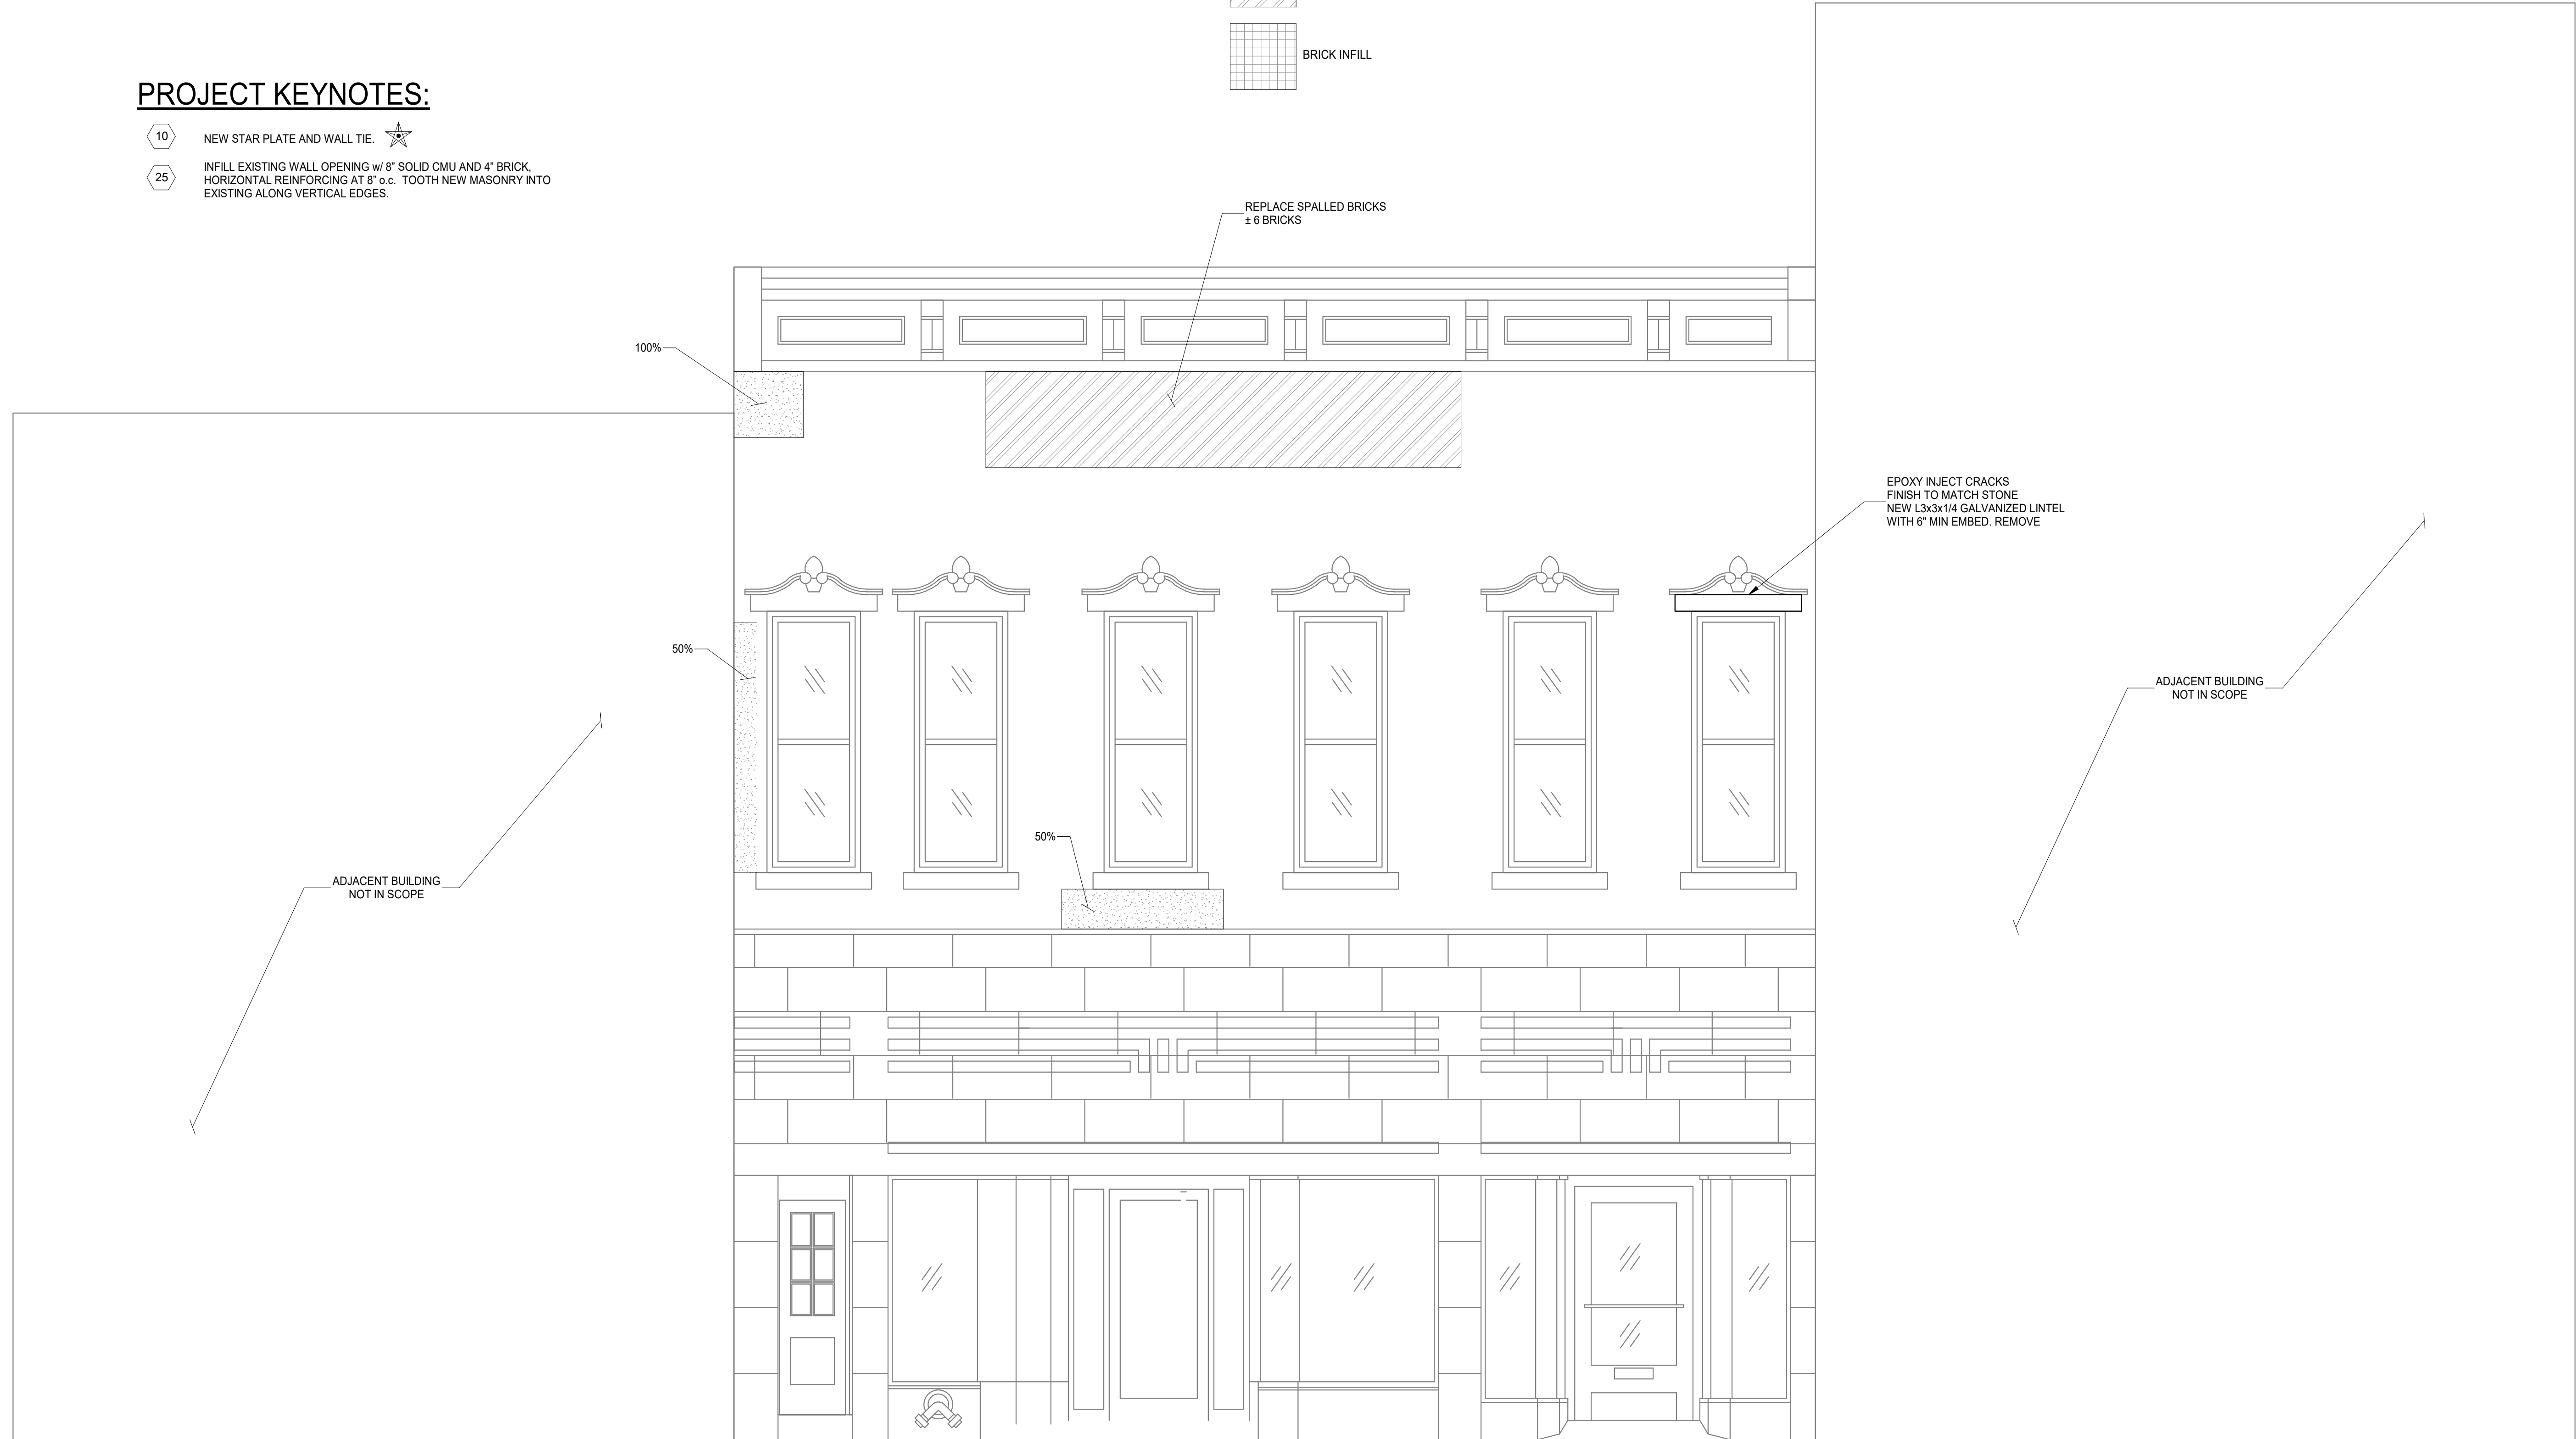 BRICK INFILL
PROJECT KEYNOTES:
10
NEW STAR PLATE AND WALL TIE.
25
INFILL EXISTING WALL OPENING w/ 8" SOLID CMU AND 4" BRICK,
HORIZONTAL REINFORCING AT 8" o.c. TOOTH NEW MASONRY INTO
EXISTING ALONG VERTICAL EDGES.
REPLACE SPALLED BRICKS
± 6 BRICKS
100%
EPOXY INJECT CRACKS
FINISH TO MATCH STONE
NEW L3x3x1/4 GALVANIZED LINTEL
WITH 6" MIN EMBED. REMOVE
50%
ADJACENT BUILDING
NOT IN SCOPE
50%
ADJACENT BUILDING
NOT IN SCOPE